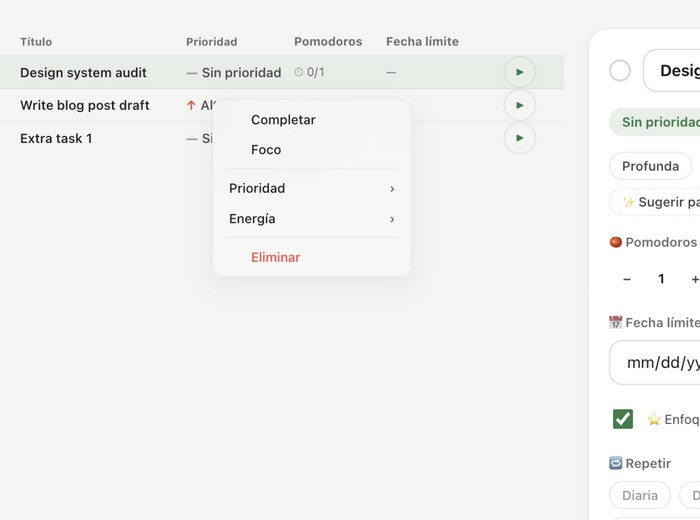 Título Prioridad Pomodoros Fecha límite
Design system audit — Sin prioridad 0/1 —
Write blog post draft ↑
Extra task 1 —
Completar
Foco
Prioridad ›
Energía ›
Eliminar
Sin prioridad
Profunda
✨ Sugerir
Pomodoros
− 1 +
Fecha límite
mm/dd/yy
Repetir
Diaria